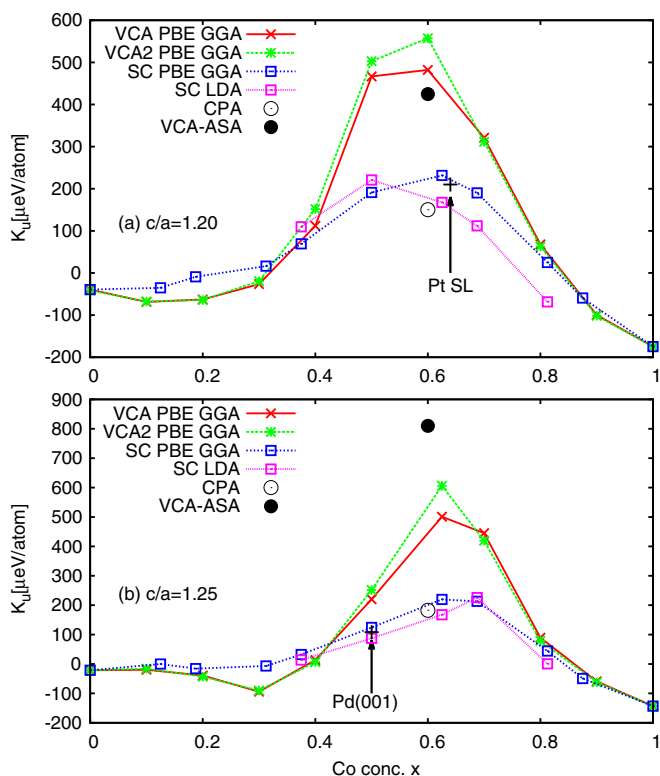 600
500
400
300
200
100
0
-100
-200
K_u[μeV/atom]
VCA PBE GGA
VCA2 PBE GGA
SC PBE GGA
SC LDA
CPA
VCA-ASA
(a) c/a=1.20
Pt SL
0 0.2 0.4 0.6 0.8 1
900
800
700
600
500
400
300
200
100
0
-100
-200
K_u[μeV/atom]
VCA PBE GGA
VCA2 PBE GGA
SC PBE GGA
SC LDA
CPA
VCA-ASA
(b) c/a=1.25
Pd(001)
0 0.2 0.4 0.6 0.8 1
Co conc. x